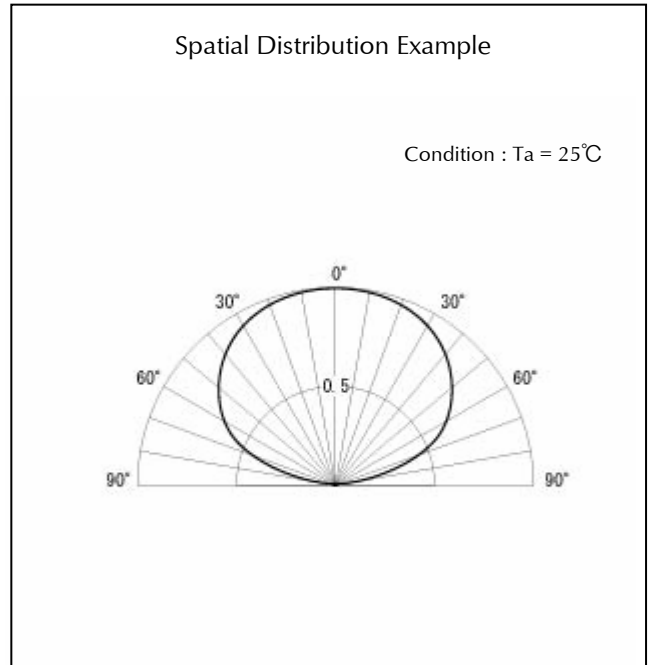 Spatial Distribution Example
Condition : Ta = 25℃
0°
30° 30°
60° 60°
0. 5
90° 90°